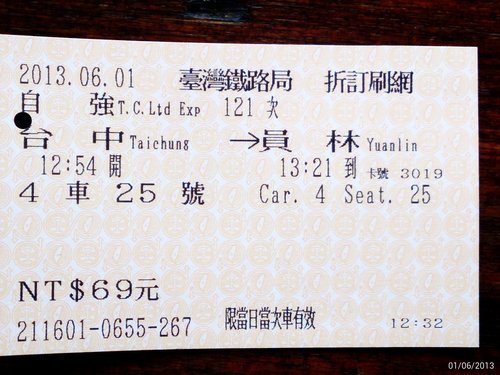 2013.06.01 臺灣鐵路局 折訂刷網
自 強 T.C.Ltd Exp 121 次
台 中 Taichung →員 林 Yuanlin
12:54 開 13:21 到 卡號 3019
4 車 25 號 Car. 4 Seat. 25
NT$69元
211601-0655-267 限當日當次車有效 12:32
01/06/2013